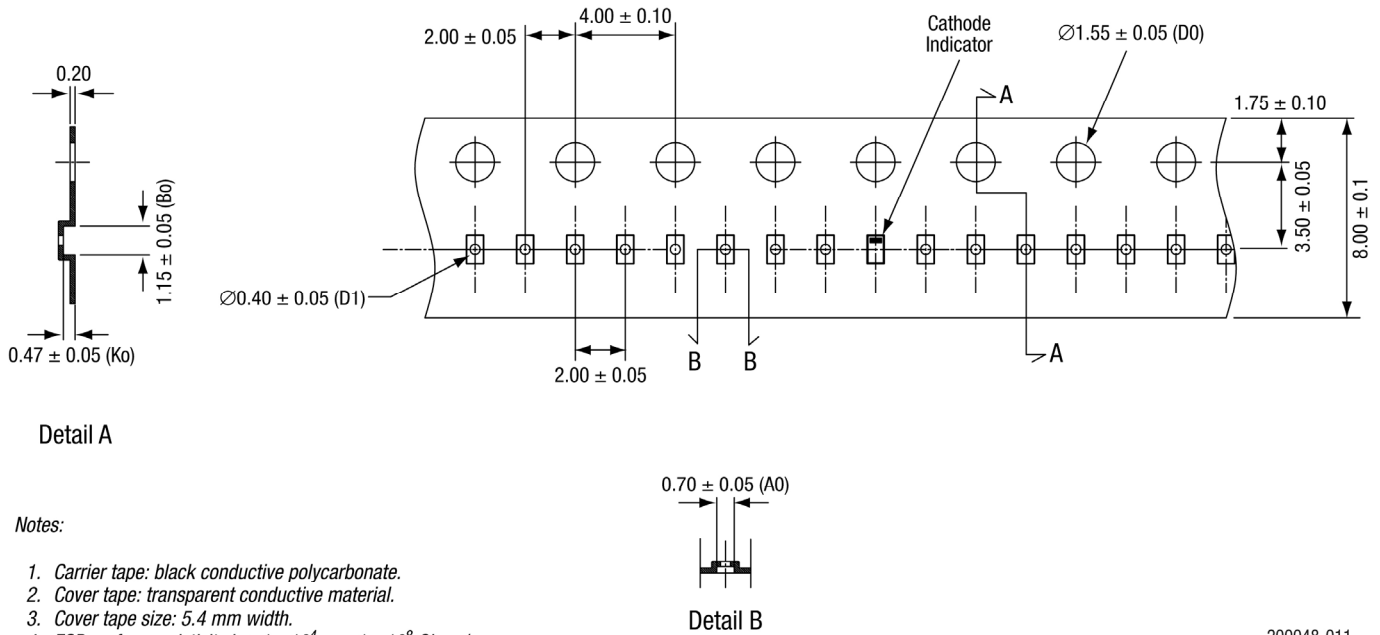 4.00 ± 0.10
2.00 ± 0.05
Cathode
Indicator
∅1.55 ± 0.05 (D0)
0.20
A
1.75 ± 0.10
1.15 ± 0.05 (Bo)
3.50 ± 0.05
8.00 ± 0.1
∅0.40 ± 0.05 (D1)
0.47 ± 0.05 (Ko)
B
B
A
2.00 ± 0.05
Detail A
0.70 ± 0.05 (A0)
Notes:
1. Carrier tape: black conductive polycarbonate.
2. Cover tape: transparent conductive material.
3. Cover tape size: 5.4 mm width.
Detail B